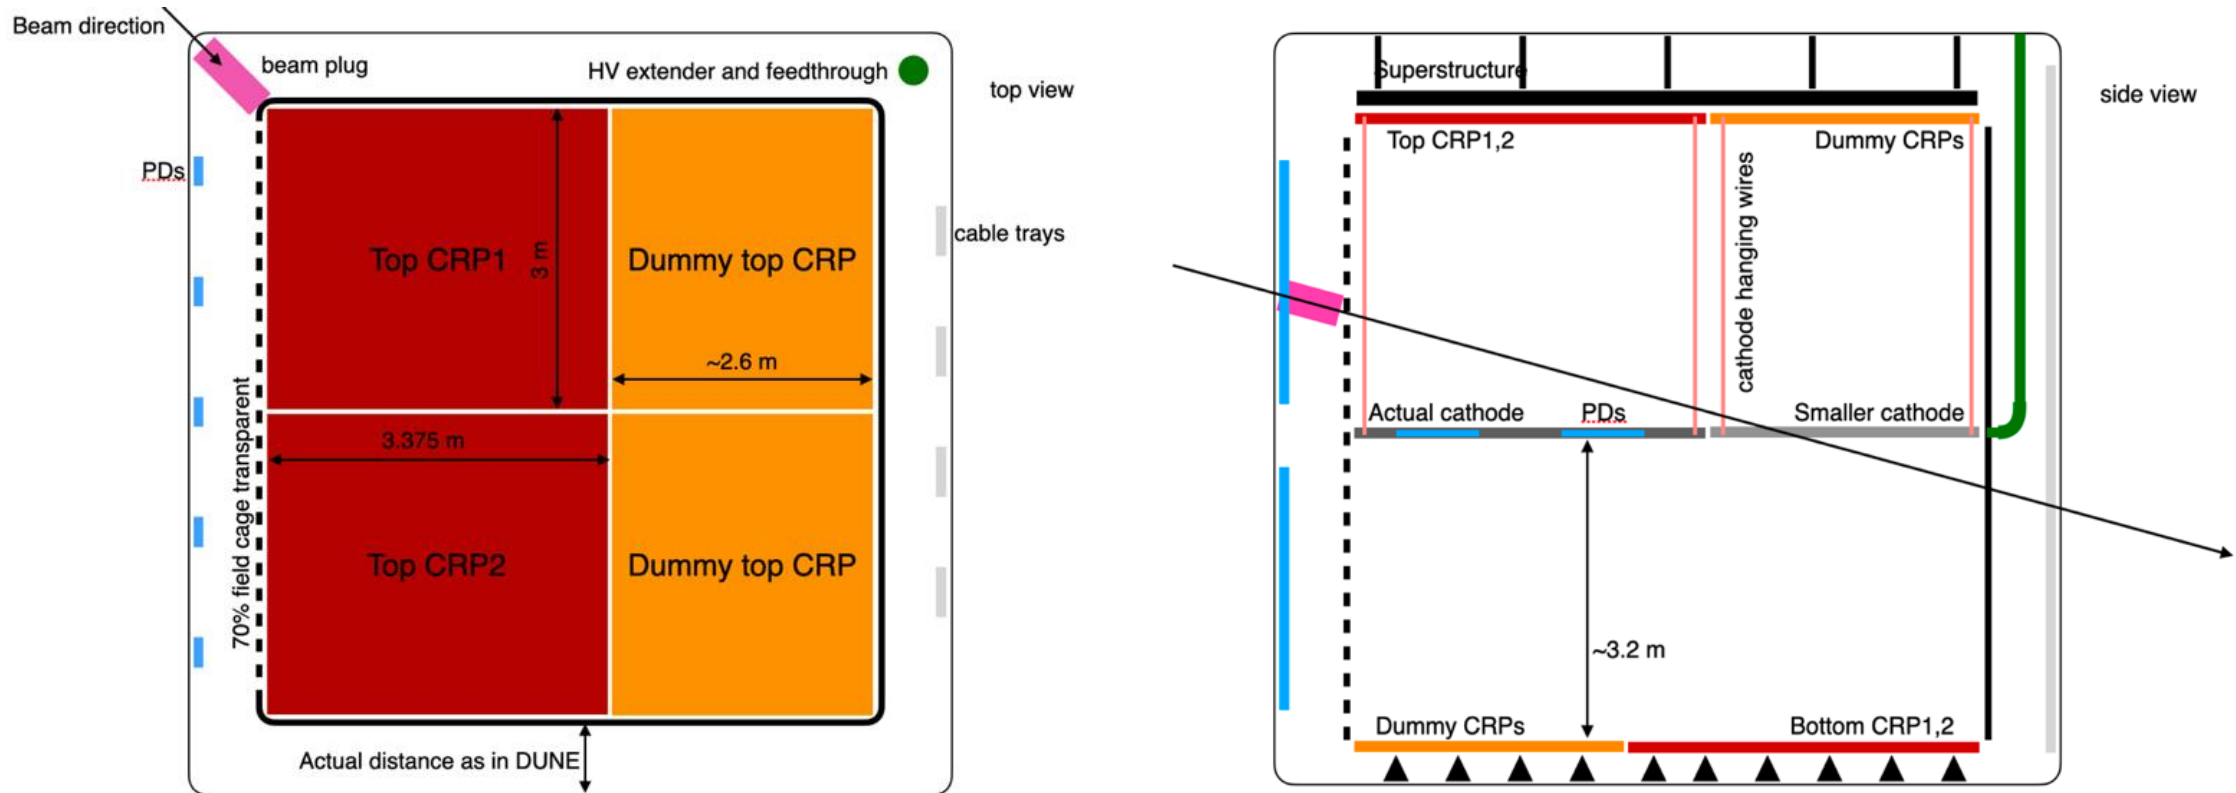 Beam direction
beam plug
HV extender and feedthrough
top view
PDs
cable trays
Top CRP1
3 m
Dummy top CRP
~2.6 m
3.375 m
70% field cage transparent
Top CRP2
Dummy top CRP
Actual distance as in DUNE
Superstructure
side view
Top CRP1,2
Dummy CRPs
cathode hanging wires
Actual cathode
PDs
Smaller cathode
~3.2 m
Dummy CRPs
Bottom CRP1,2